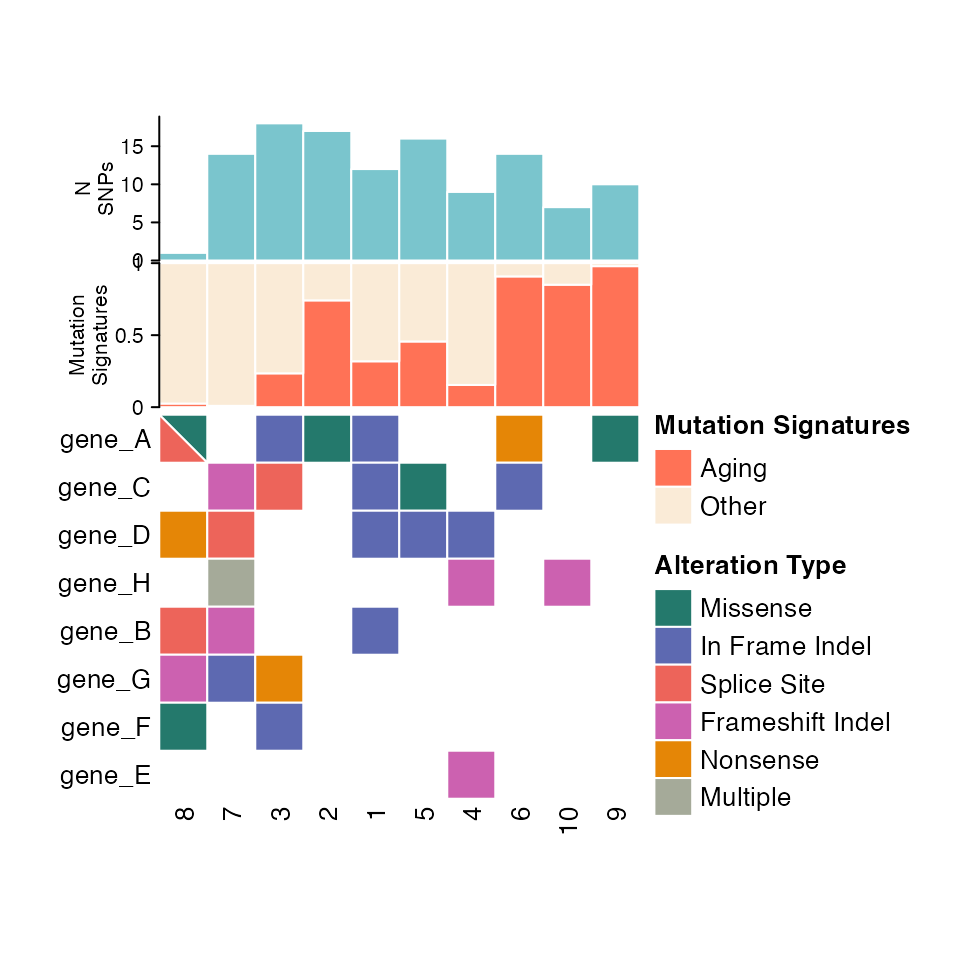 N
SNPs
15
10
5
0
Mutation
Signatures
1
0.5
0
gene_A
gene_C
gene_D
gene_H
gene_B
gene_G
gene_F
gene_E
8 7 3 2 1 5 4 6 10 9
Mutation Signatures
Aging
Other
Alteration Type
Missense
In Frame Indel
Splice Site
Frameshift Indel
Nonsense
Multiple